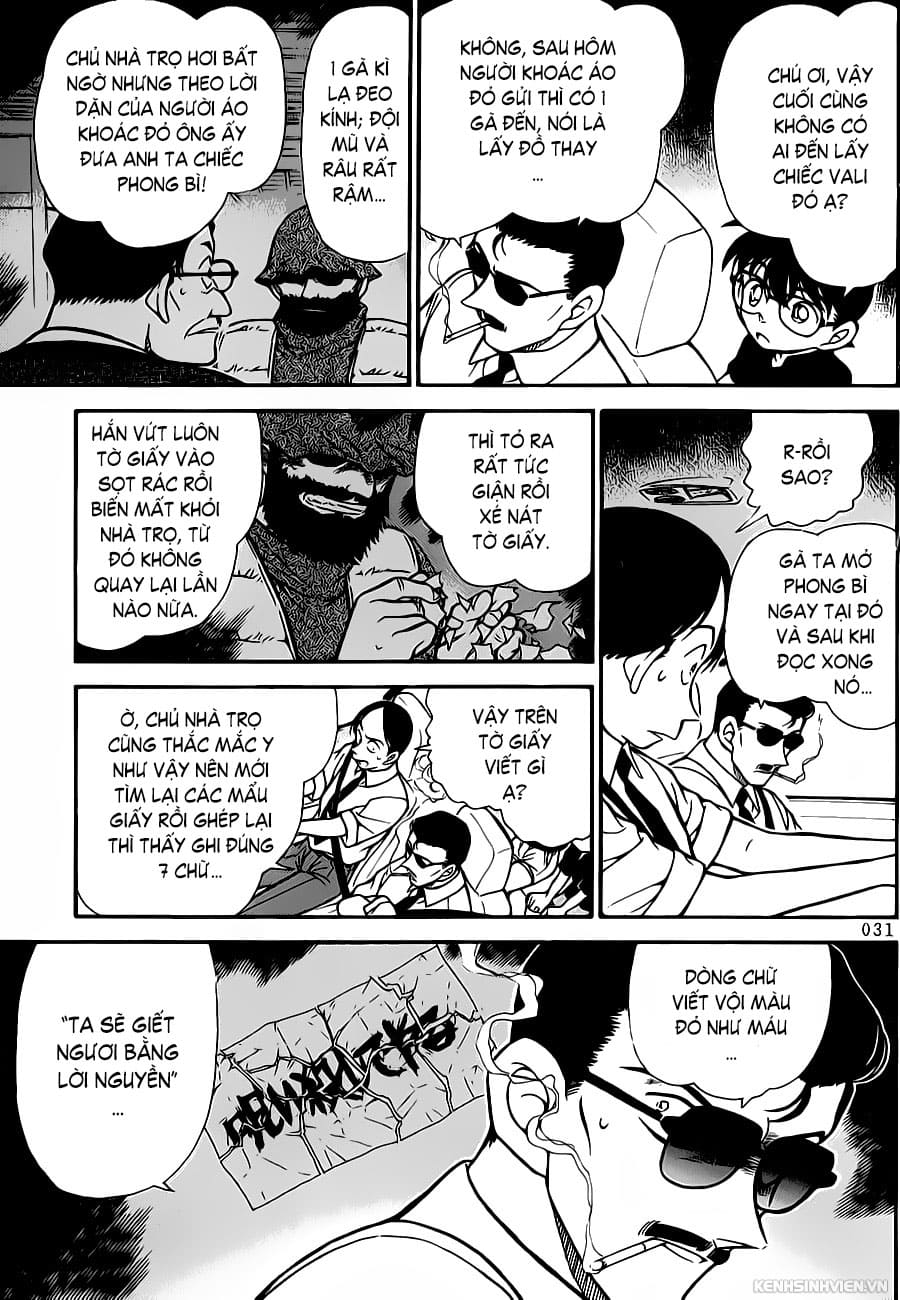 CHÚ ƠI, VẬY
CUỐI CÙNG
KHÔNG CÓ
AI ĐẾN LẤY
CHIẾC VALI
ĐÓ Ạ?
KHÔNG, SAU HÔM
NGƯỜI KHOÁC ÁO
ĐÓ GỬI THÌ CÓ 1
GÃ ĐẾN, NÓI LÀ
LẤY ĐỒ THAY
...
1 GÃ KÌ
LẠ ĐEO
KÍNH; ĐỘI
MŨ VÀ
RÂU RẤT
RẬM...
CHỦ NHÀ TRỌ HƠI BẤT
NGỜ NHƯNG THEO LỜI
DẶN CỦA NGƯỜI ÁO
KHOÁC ĐÓ ÔNG ẤY
ĐƯA ANH TA CHIẾC
PHONG BÌ!
R-RỒI
SAO?
GÃ TA MỞ
PHONG BÌ
NGAY TẠI ĐÓ
VÀ SAU KHI
ĐỌC XONG
NÓ...
THÌ TỎ RA
RẤT TỨC
GIẬN RỒI
XÉ NÁT
TỜ GIẤY.
HẮN VỨT LUÔN
TỜ GIẤY VÀO
SỌT RÁC RỒI
BIẾN MẤT KHỎI
NHÀ TRỌ, TỪ
ĐÓ KHÔNG
QUAY LẠI LẦN
NÀO NỮA.
VẬY TRÊN
TỜ GIẤY
VIẾT GÌ
Ạ?
Ờ, CHỦ NHÀ TRỌ
CŨNG THẮC MẮC Y
NHƯ VẬY NÊN MỚI
TÌM LẠI CÁC MẨU
GIẤY RỒI GHÉP LẠI
THÌ THẤY GHI ĐÚNG
7 CHỮ...
031
DÒNG CHỮ
VIẾT VỘI MÀU
ĐỎ NHƯ MÁU
...
"TA SẼ GIẾT
NGƯƠI BẰNG
LỜI NGUYỀN"
...
KENHSINHVIEN.VN